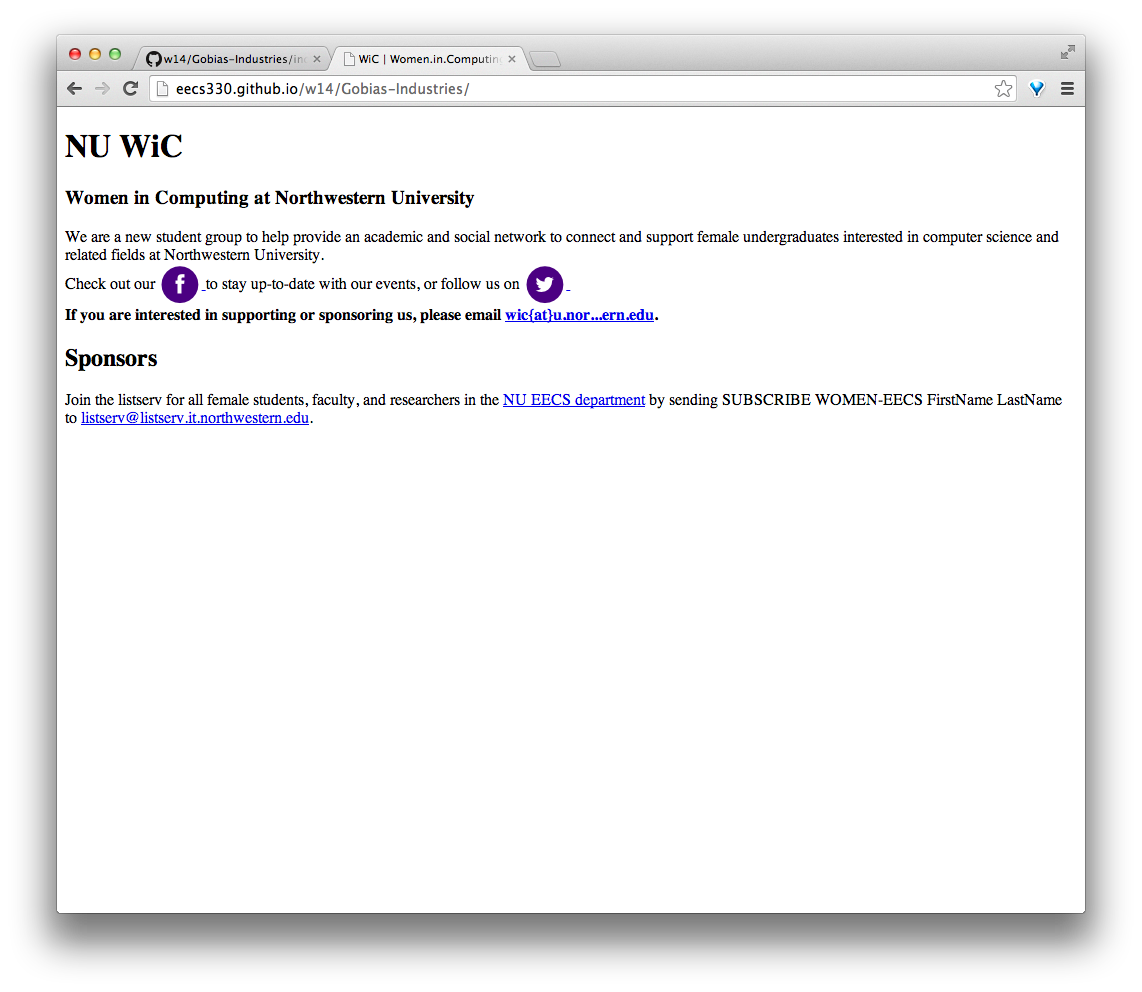 w14/Gobias-Industries/in
WiC | Women.in.Computing
eecs330.github.io/w14/Gobias-Industries/
NU WiC
Women in Computing at Northwestern University
We are a new student group to help provide an academic and social network to connect and support female undergraduates interested in computer science and
related fields at Northwestern University.
Check out our f to stay up-to-date with our events, or follow us on
If you are interested in supporting or sponsoring us, please email wic{at}u.nor...ern.edu.
Sponsors
Join the listserv for all female students, faculty, and researchers in the NU EECS department by sending SUBSCRIBE WOMEN-EECS FirstName LastName
to listserv@listserv.it.northwestern.edu.